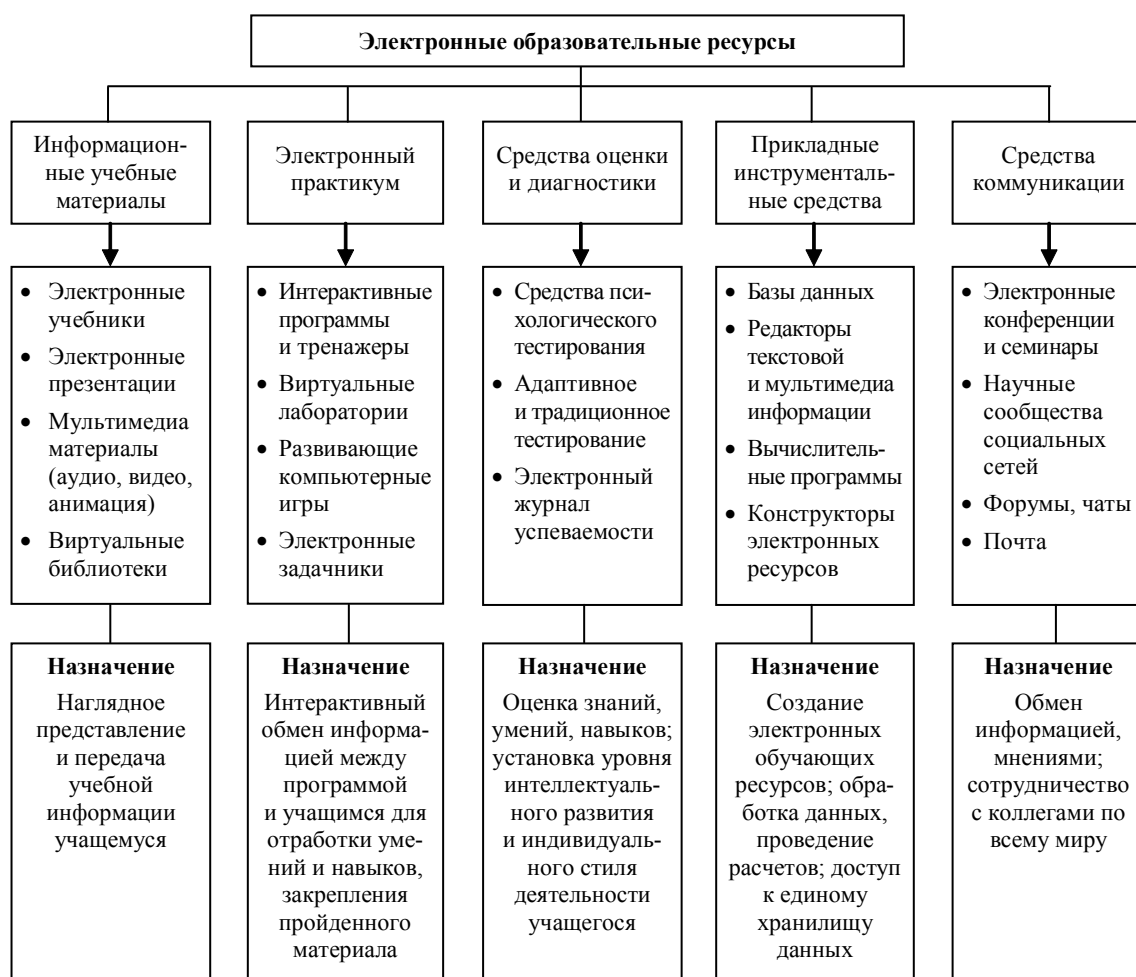 Электронные образовательные ресурсы
Информацион-
ные учебные
материалы
Электронный
практикум
Средства оценки
и диагностики
Прикладные
инструменталь-
ные средства
Средства
коммуникации
• Электронные
учебники
• Электронные
презентации
• Мультимедиа
материалы
(аудио, видео,
анимация)
• Виртуальные
библиотеки
• Интерактивные
программы
и тренажеры
• Виртуальные
лаборатории
• Развивающие
компьютерные
игры
• Электронные
задачники
• Средства пси-
хологического
тестирования
• Адаптивное
и традиционное
тестирование
• Электронный
журнал
успеваемости
• Базы данных
• Редакторы
текстовой
и мультимедиа
информации
• Вычислитель-
ные программы
• Конструкторы
электронных
ресурсов
• Электронные
конференции
и семинары
• Научные
сообщества
социальных
сетей
• Форумы, чаты
• Почта
Назначение
Наглядное
представление
и передача
учебной
информации
учащемуся
Назначение
Интерактивный
обмен информа-
цией между
программой
и учащимся для
отработки уме-
ний и навыков,
закрепления
пройденного
материала
Назначение
Оценка знаний,
умений, навыков;
установка уровня
интеллектуаль-
ного развития
и индивидуаль-
ного стиля
деятельности
учащегося
Назначение
Создание
электронных
обучающих
ресурсов; обра-
ботка данных,
проведение
расчетов; доступ
к единому
хранилищу
данных
Назначение
Обмен
информацией,
мнениями;
сотрудничество
с коллегами по
всему миру